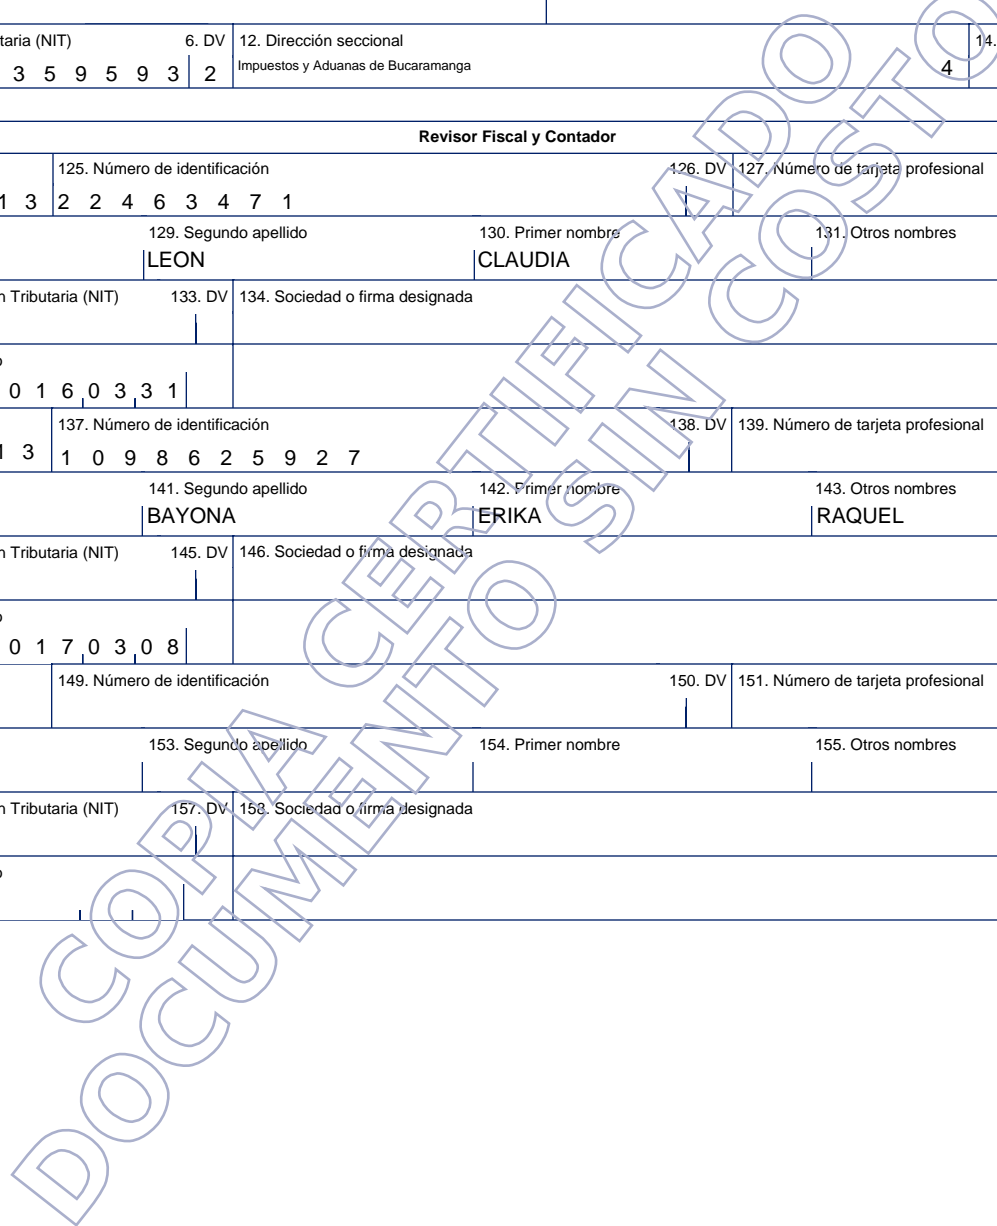 taria (NIT) 6. DV 12. Dirección seccional 14.
3 5 9 5 9 3 2 Impuestos y Aduanas de Bucaramanga 4
Revisor Fiscal y Contador
125. Número de identificación 126. DV 127. Número de tarjeta profesional
1 3 2 2 4 6 3 4 7 1
129. Segundo apellido 130. Primer nombre 131. Otros nombres
LEON CLAUDIA
n Tributaria (NIT) 133. DV 134. Sociedad o firma designada
o
0 1 6 0 3 3 1
137. Número de identificación 138. DV 139. Número de tarjeta profesional
1 3 1 0 9 8 6 2 5 9 2 7
141. Segundo apellido 142. Primer nombre 143. Otros nombres
BAYONA ERIKA RAQUEL
n Tributaria (NIT) 145. DV 146. Sociedad o firma designada
o
0 1 7 0 3 0 8
149. Número de identificación 150. DV 151. Número de tarjeta profesional
153. Segundo apellido 154. Primer nombre 155. Otros nombres
n Tributaria (NIT) 157. DV 158. Sociedad o firma designada
o
COPIA CERTIFICADO
DOCUMENTO SIN COSTO